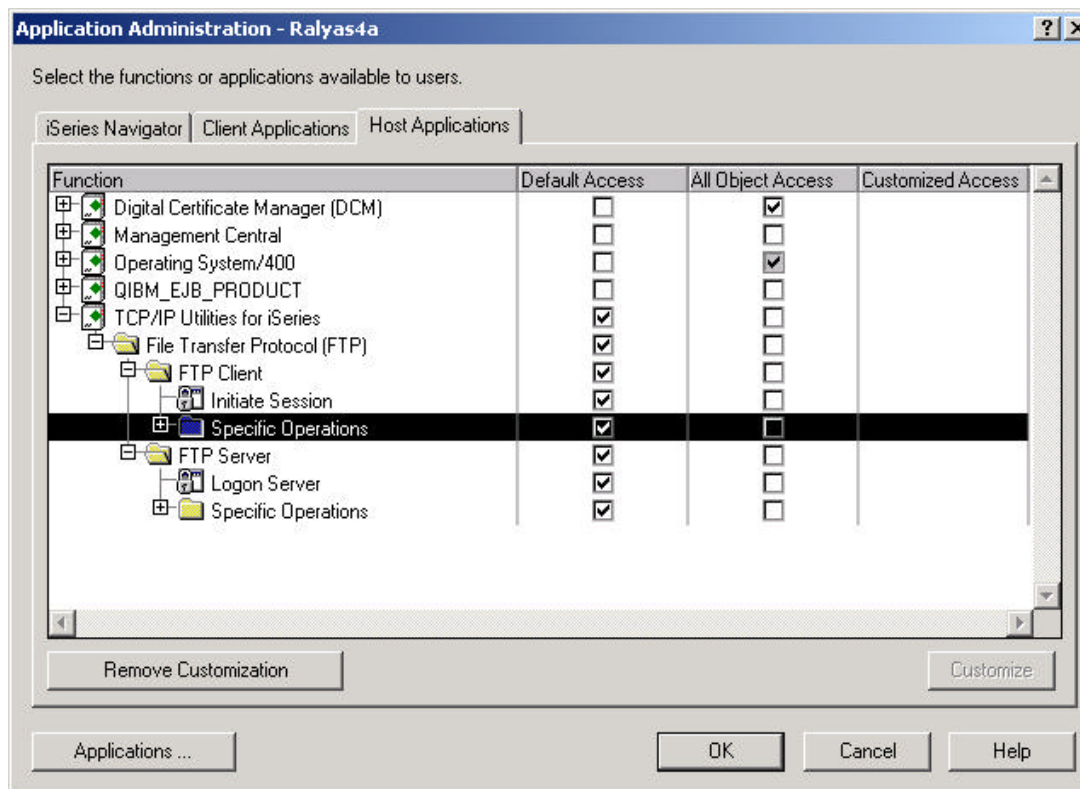 Application Administration - Ralyas4a
Select the functions or applications available to users.
iSeries Navigator Client Applications Host Applications
Function Default Access All Object Access Customized Access
Digital Certificate Manager (DCM)
Management Central
Operating System/400
QIBM_EJB_PRODUCT
TCP/IP Utilities for iSeries
File Transfer Protocol (FTP)
FTP Client
Initiate Session
Specific Operations
FTP Server
Logon Server
Specific Operations
Remove Customization Customize
Applications ... OK Cancel Help